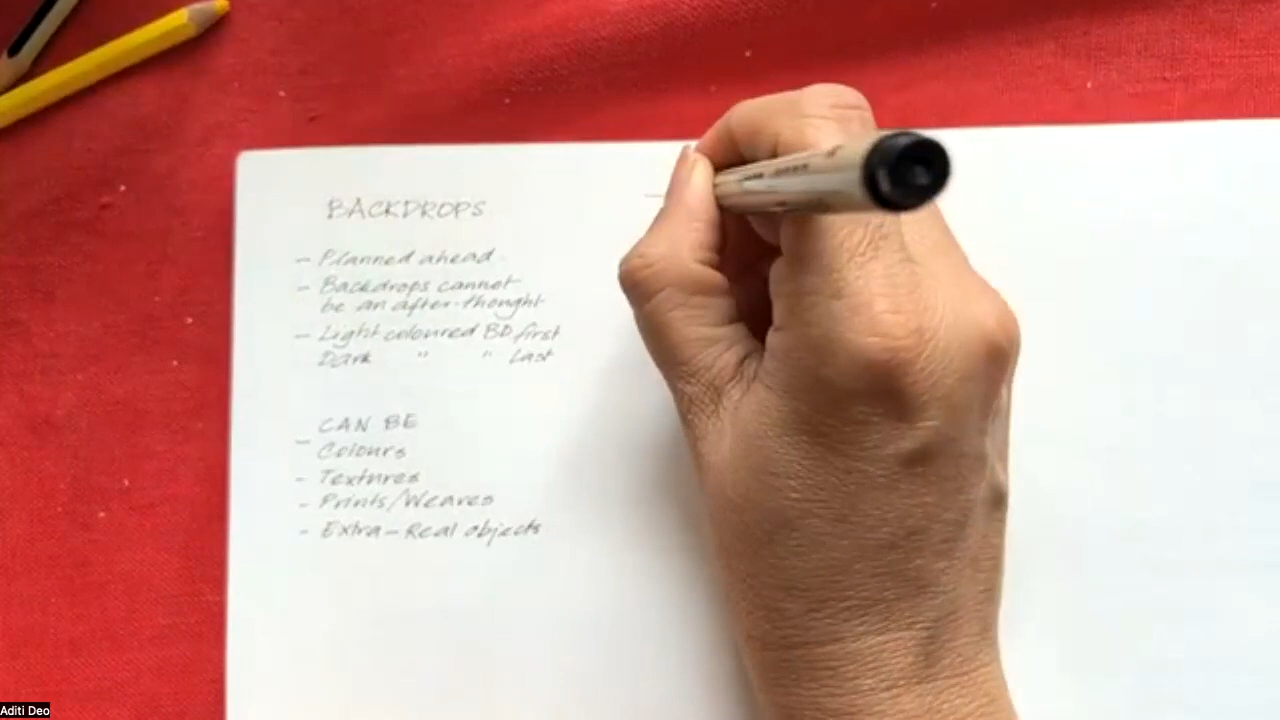 BACKDROPS
- Planned ahead
- Backdrops cannot
be an after-thought
- Light coloured BD first
Dark " " Last
CAN BE
- Colours
- Textures
- Prints/Weaves
- Extra-Real objects
Aditi Deo